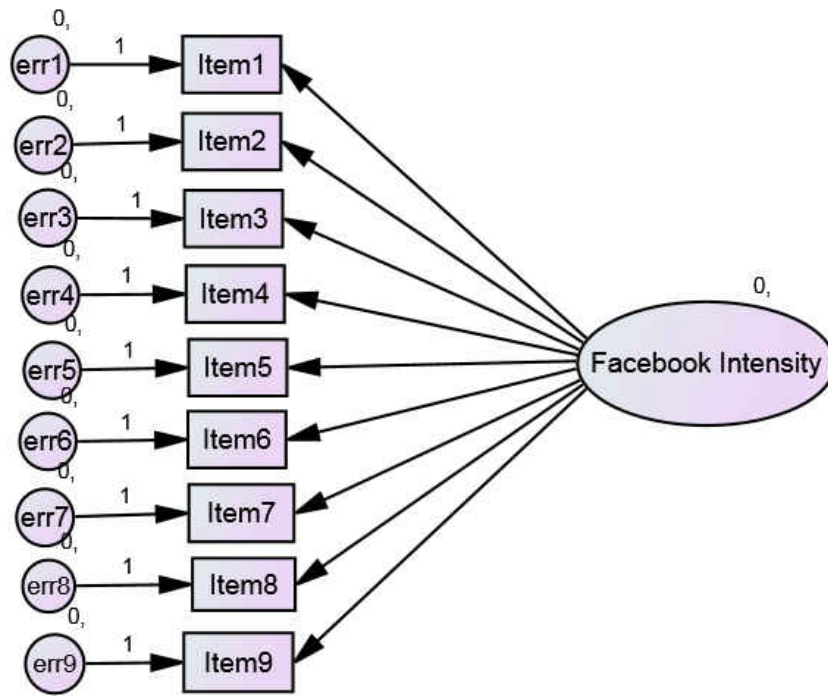 0,
err1 1 Item1
0,
err2 1 Item2
0,
err3 1 Item3
0,
err4 1 Item4
0,
err5 1 Item5
0,
err6 1 Item6
0,
err7 1 Item7
0,
err8 1 Item8
0,
err9 1 Item9
0,
Facebook Intensity